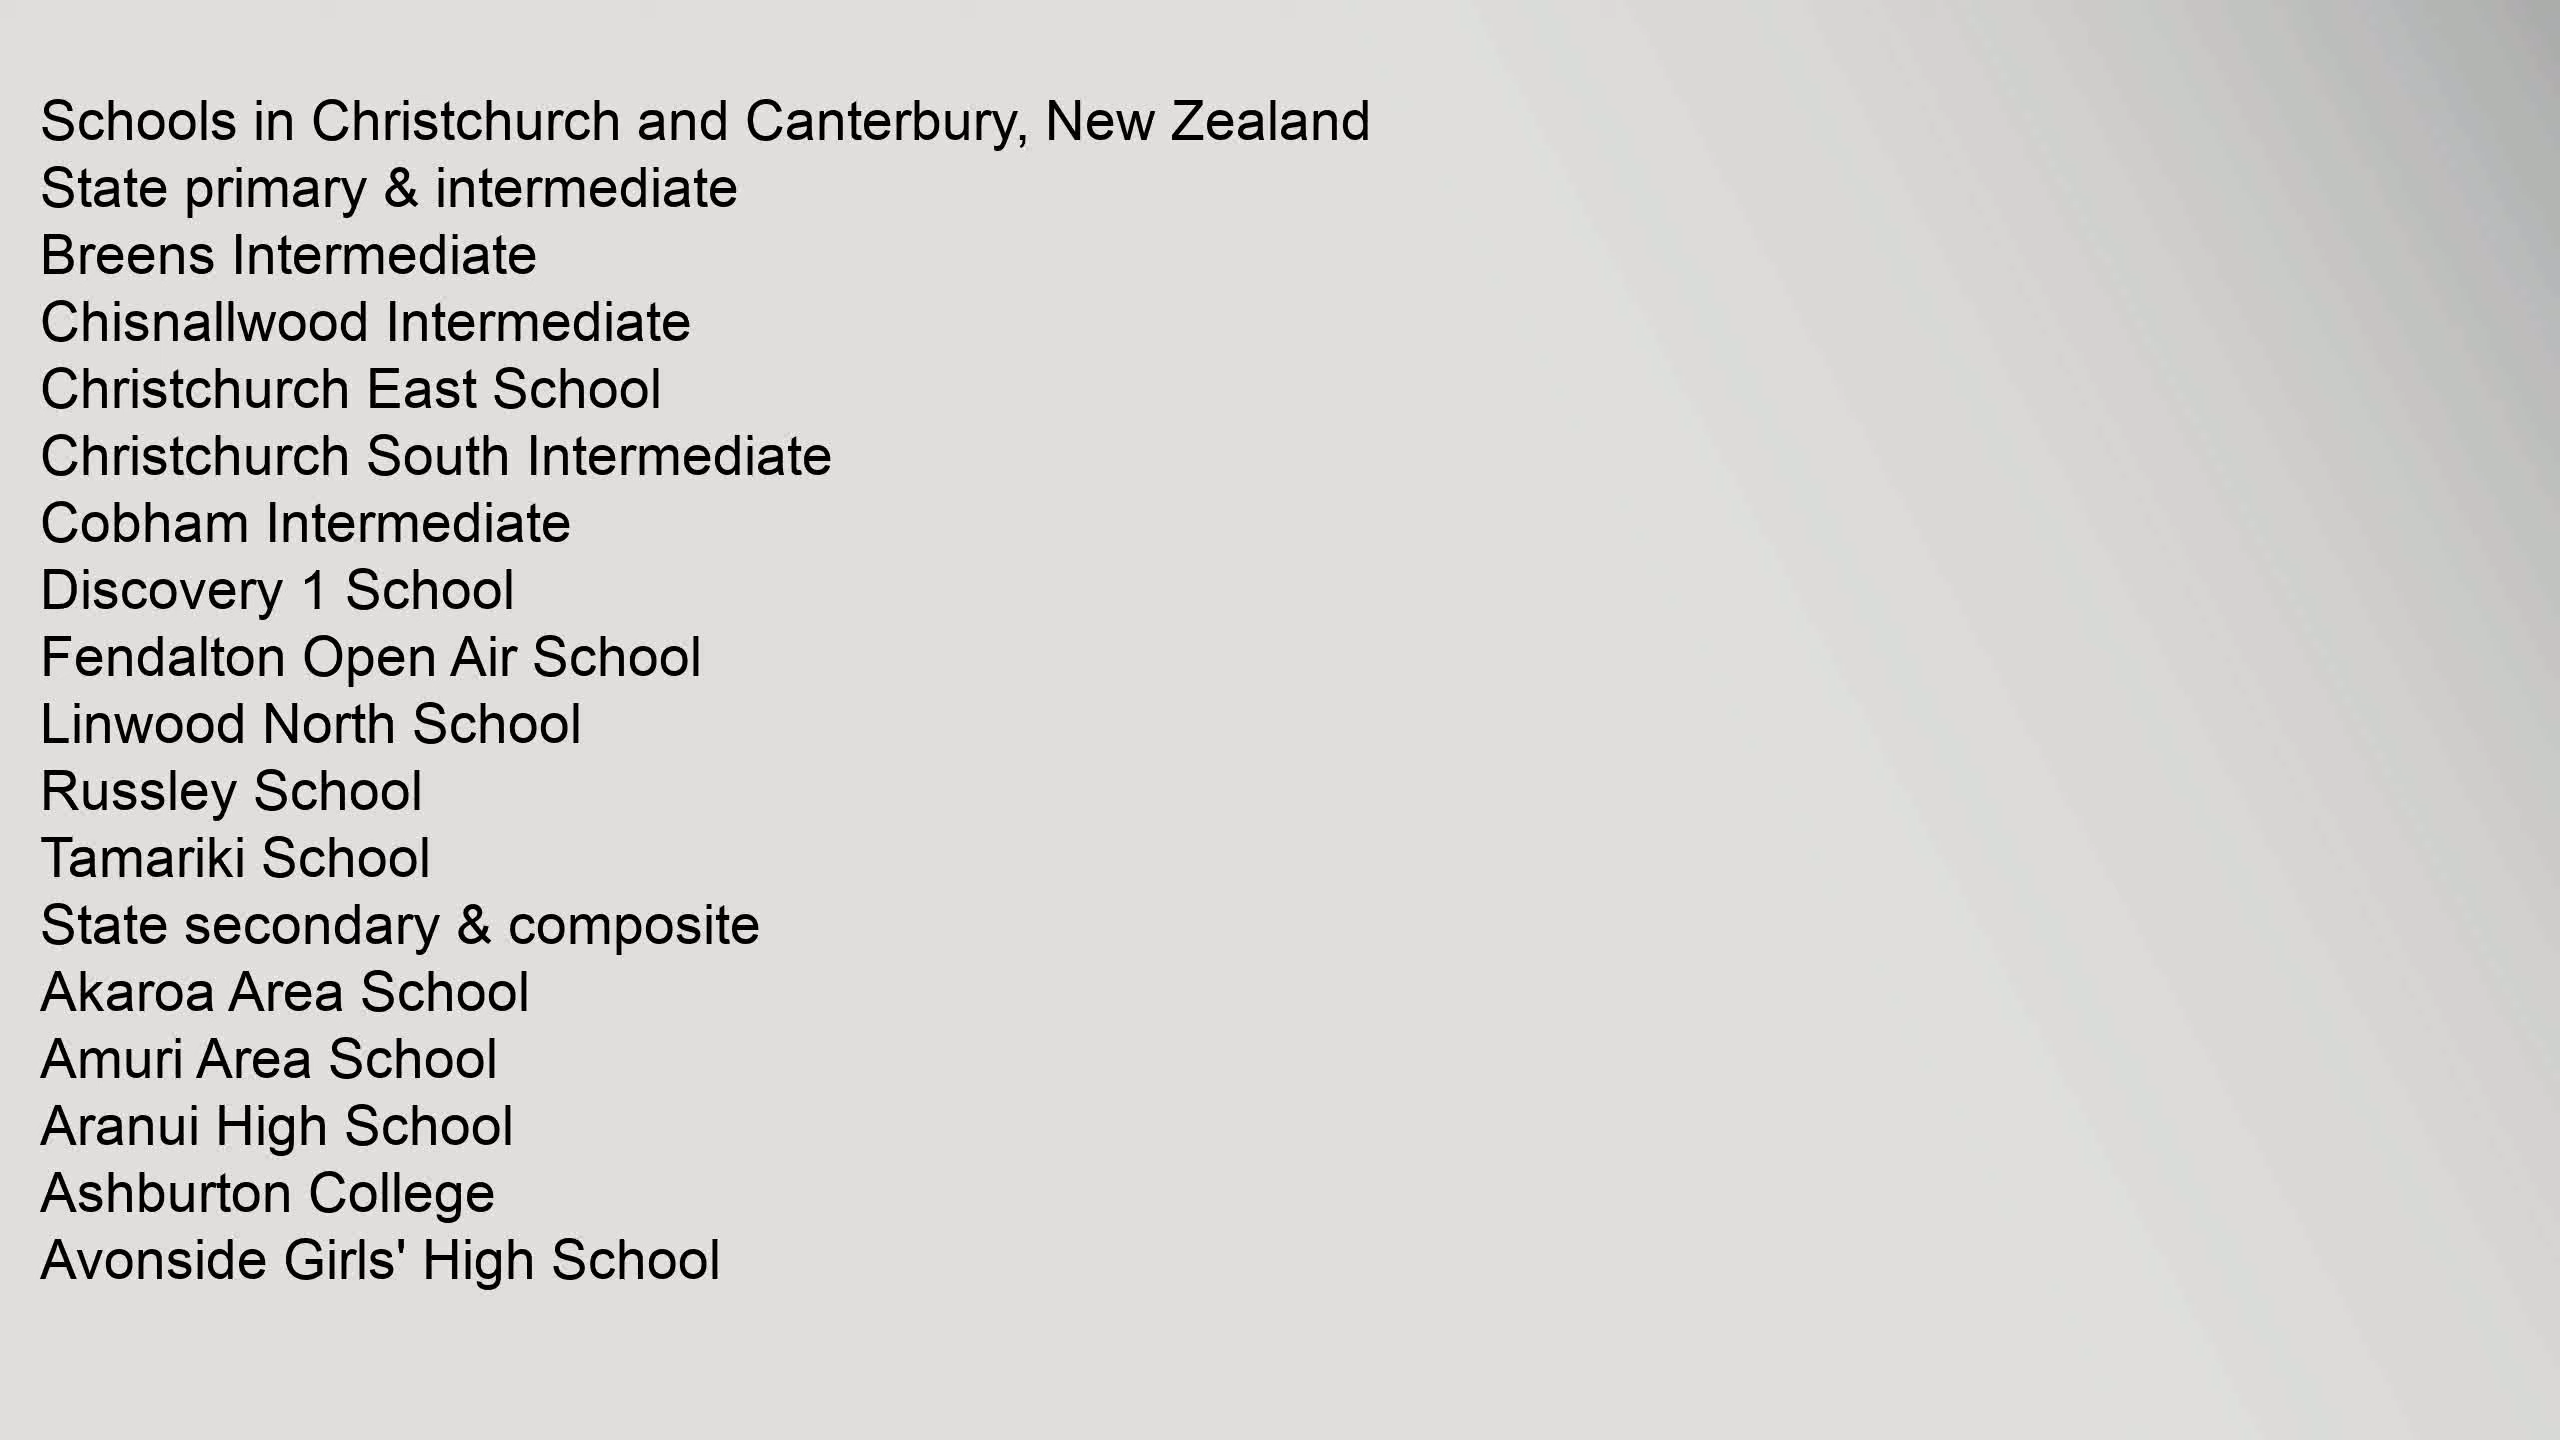 Schools in Christchurch and Canterbury, New Zealand
State primary & intermediate
Breens Intermediate
Chisnallwood Intermediate
Christchurch East School
Christchurch South Intermediate
Cobham Intermediate
Discovery 1 School
Fendalton Open Air School
Linwood North School
Russley School
Tamariki School
State secondary & composite
Akaroa Area School
Amuri Area School
Aranui High School
Ashburton College
Avonside Girls' High School